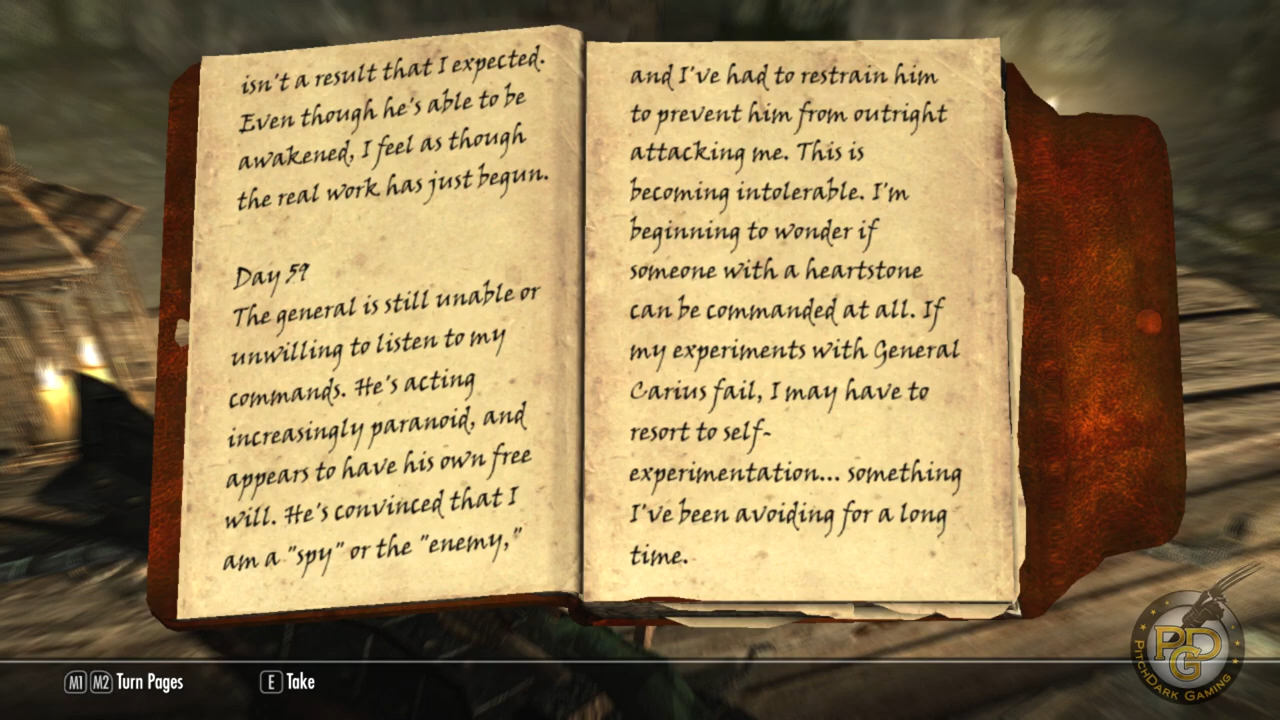 isn't a result that I expected.
Even though he's able to be
awakened, I feel as though
the real work has just begun.
Day 59
The general is still unable or
unwilling to listen to my
commands. He's acting
increasingly paranoid, and
appears to have his own free
will. He's convinced that I
am a "spy" or the "enemy,"
and I've had to restrain him
to prevent him from outright
attacking me. This is
becoming intolerable. I'm
beginning to wonder if
someone with a heartstone
can be commanded at all. If
my experiments with General
Carius fail, I may have to
resort to self-
experimentation... something
I've been avoiding for a long
time.
M1 M2 Turn Pages
E Take
PDG
PITCHDARK GAMING